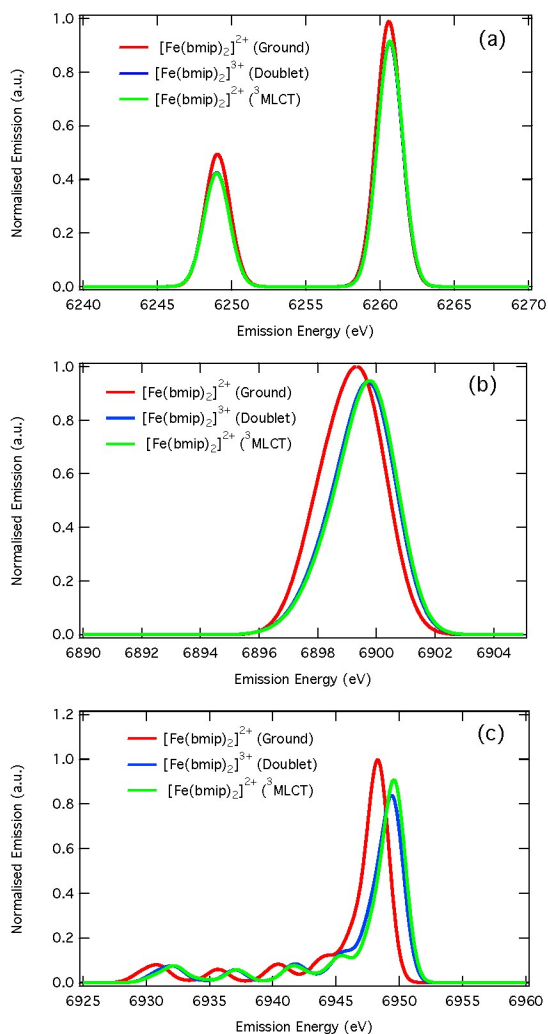 1.0
0.8
0.6
0.4
0.2
0.0
Normalised Emission (a.u.)
[Fe(bmip)₂]²⁺ (Ground)
[Fe(bmip)₂]³⁺ (Doublet)
[Fe(bmip)₂]²⁺ (³MLCT)
(a)
6240 6245 6250 6255 6260 6265 6270
Emission Energy (eV)
1.0
0.8
0.6
0.4
0.2
0.0
Normalised Emission (a.u.)
[Fe(bmip)₂]²⁺ (Ground)
[Fe(bmip)₂]³⁺ (Doublet)
[Fe(bmip)₂]²⁺ (³MLCT)
(b)
6890 6892 6894 6896 6898 6900 6902 6904
Emission Energy (eV)
1.2
1.0
0.8
0.6
0.4
0.2
0.0
Normalised Emission (a.u.)
[Fe(bmip)₂]²⁺ (Ground)
[Fe(bmip)₂]³⁺ (Doublet)
[Fe(bmip)₂]²⁺ (³MLCT)
(c)
6925 6930 6935 6940 6945 6950 6955 6960
Emission Energy (eV)